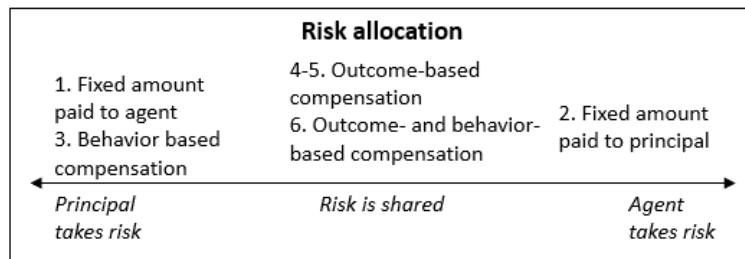 Risk allocation
1. Fixed amount
paid to agent
3. Behavior based
compensation
4-5. Outcome-based
compensation
6. Outcome- and behavior-
based compensation
2. Fixed amount
paid to principal
Principal
takes risk
Risk is shared
Agent
takes risk